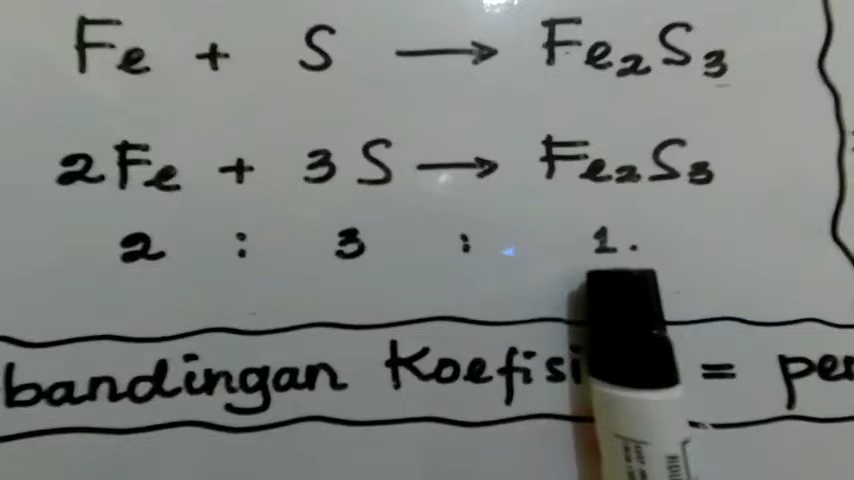 Fe + S → Fe₂S₃
2Fe + 3S → Fe₂S₃
2 : 3 : 1.
bandingan Koefisi = per